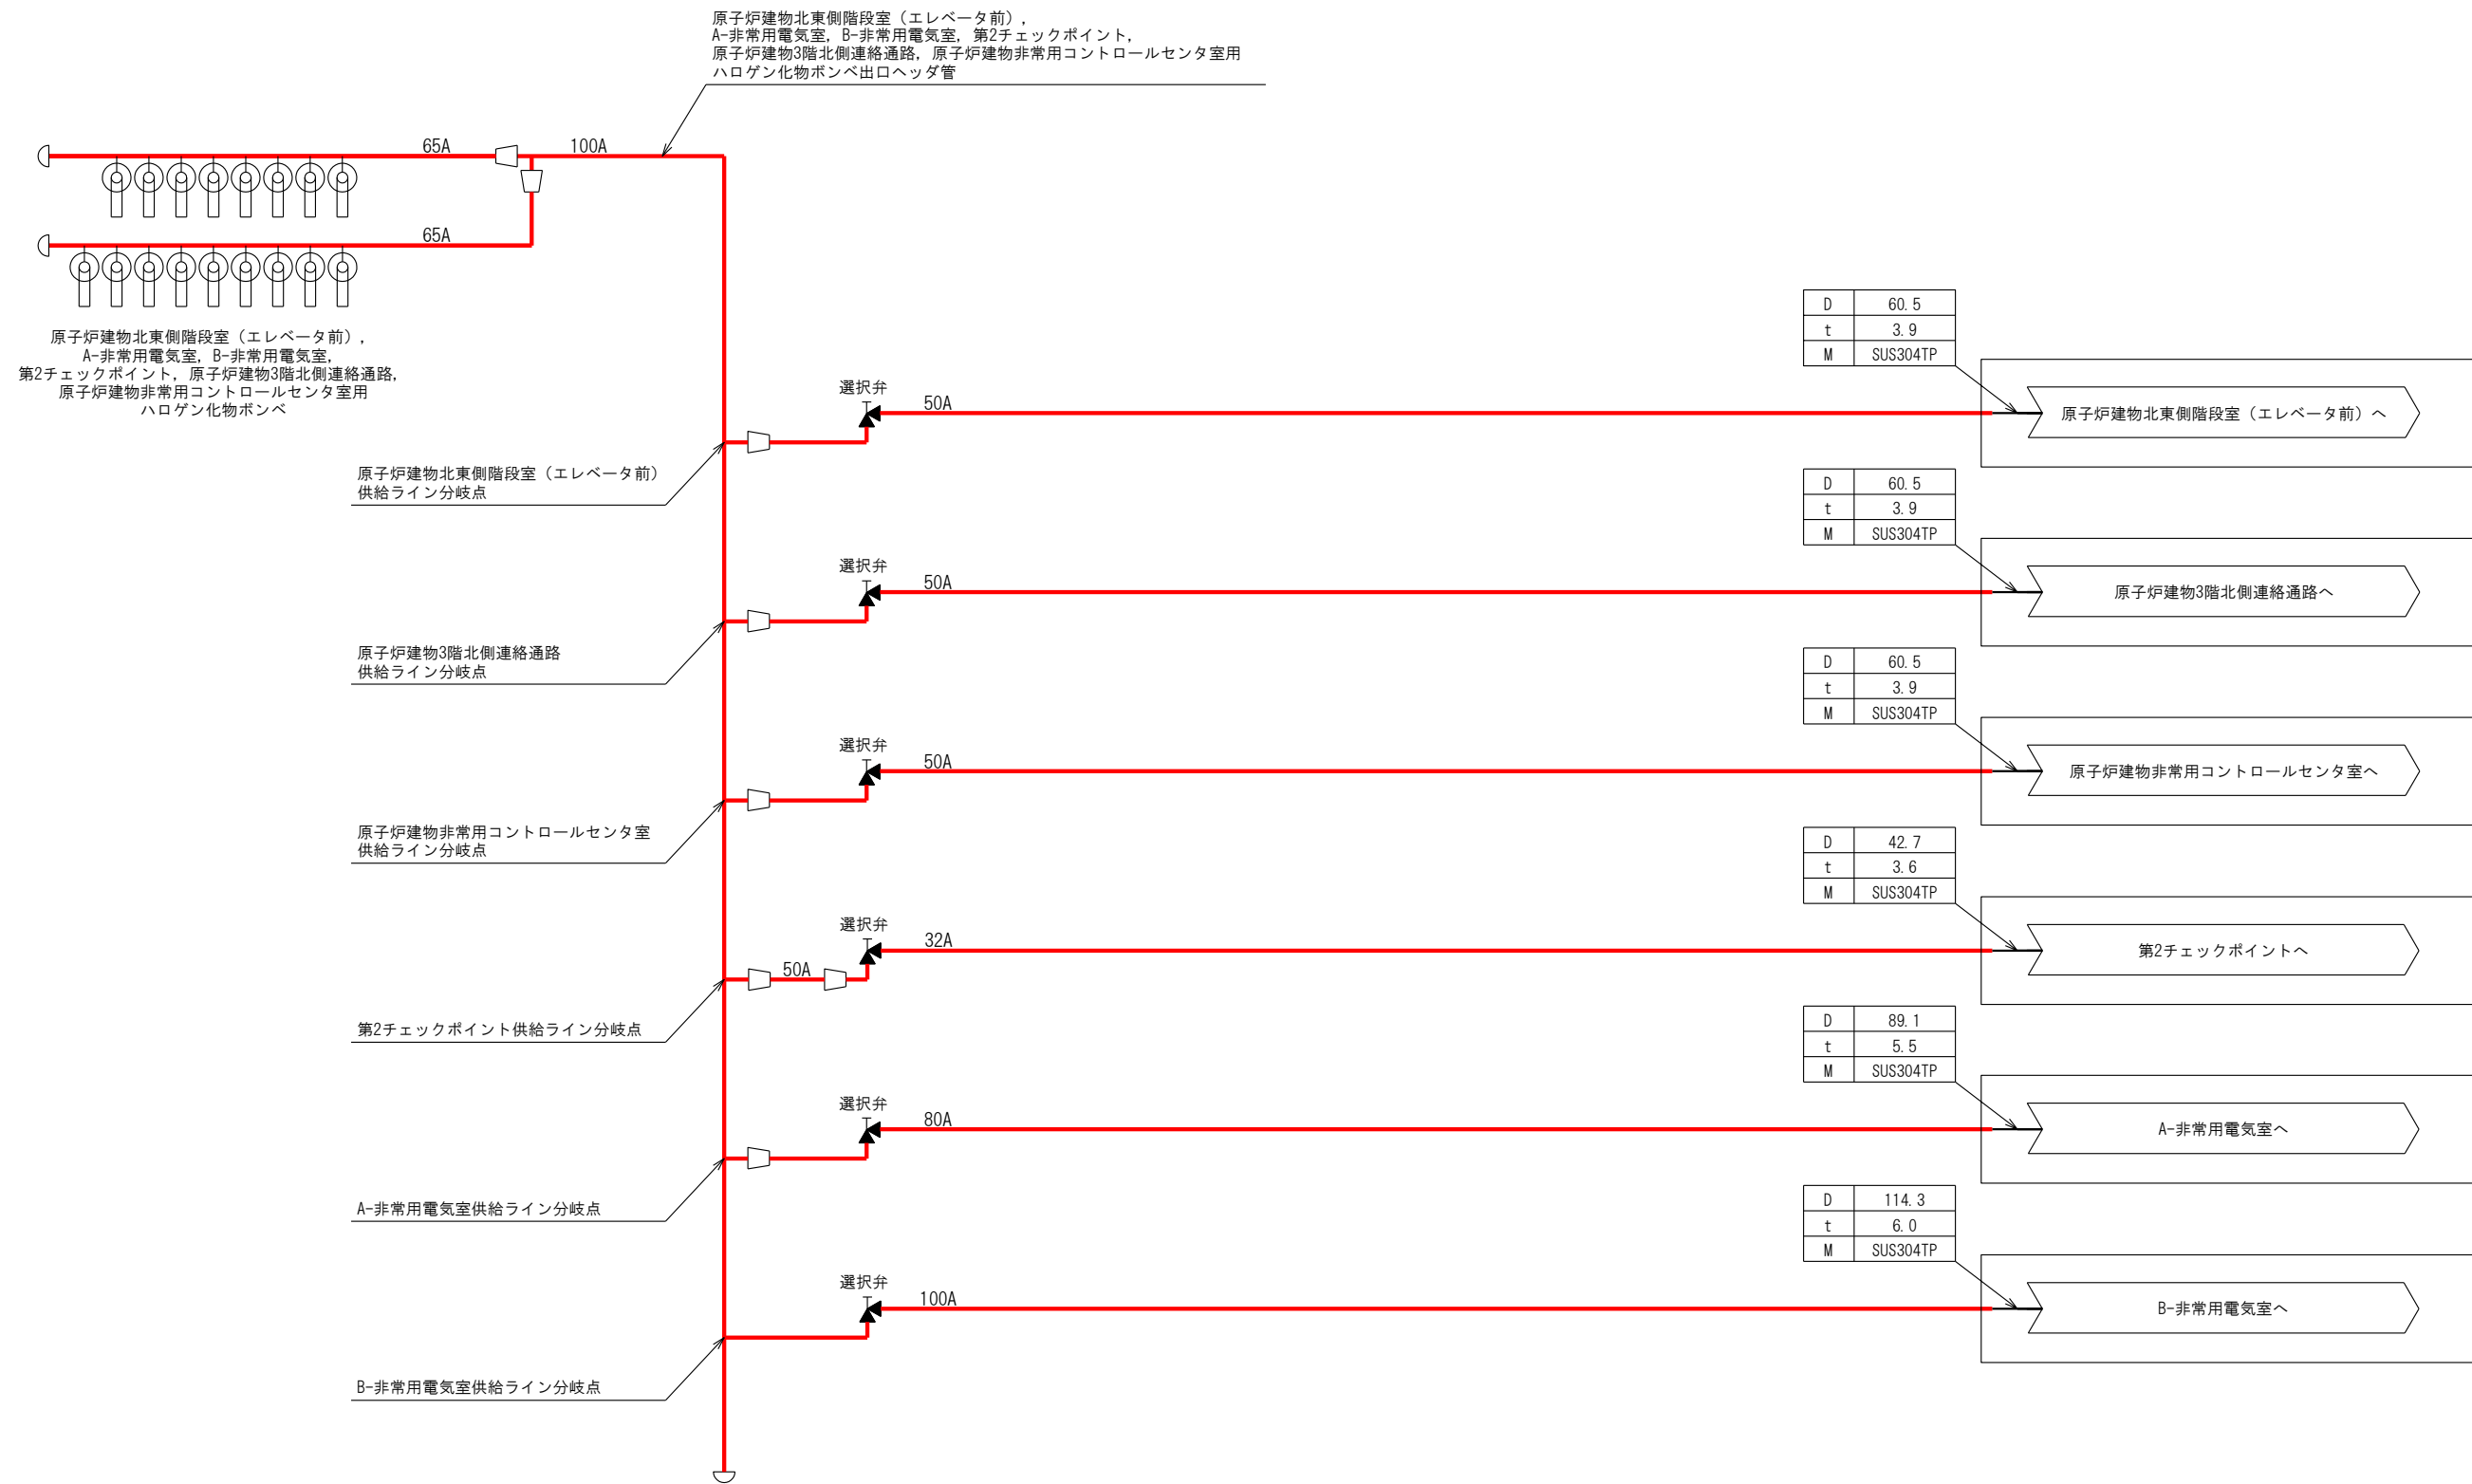 原子炉建物北東側階段室（エレベータ前）,
A-非常用電気室, B-非常用電気室, 第2チェックポイント,
原子炉建物3階北側連絡通路, 原子炉建物非常用コントロールセンタ室用
ハロゲン化物ボンベ出口ヘッダ管
65A
100A
65A
原子炉建物北東側階段室（エレベータ前）,
A-非常用電気室, B-非常用電気室,
第2チェックポイント, 原子炉建物3階北側連絡通路,
原子炉建物非常用コントロールセンタ室用
ハロゲン化物ボンベ
D 60.5
t 3.9
M SUS304TP
選択弁
50A
原子炉建物北東側階段室（エレベータ前）へ
原子炉建物北東側階段室（エレベータ前）
供給ライン分岐点
D 60.5
t 3.9
M SUS304TP
選択弁
50A
原子炉建物3階北側連絡通路へ
原子炉建物3階北側連絡通路
供給ライン分岐点
D 60.5
t 3.9
M SUS304TP
選択弁
50A
原子炉建物非常用コントロールセンタ室へ
原子炉建物非常用コントロールセンタ室
供給ライン分岐点
D 42.7
t 3.6
M SUS304TP
選択弁
32A
50A
第2チェックポイントへ
第2チェックポイント供給ライン分岐点
D 89.1
t 5.5
M SUS304TP
選択弁
80A
A-非常用電気室へ
A-非常用電気室供給ライン分岐点
D 114.3
t 6.0
M SUS304TP
選択弁
100A
B-非常用電気室へ
B-非常用電気室供給ライン分岐点